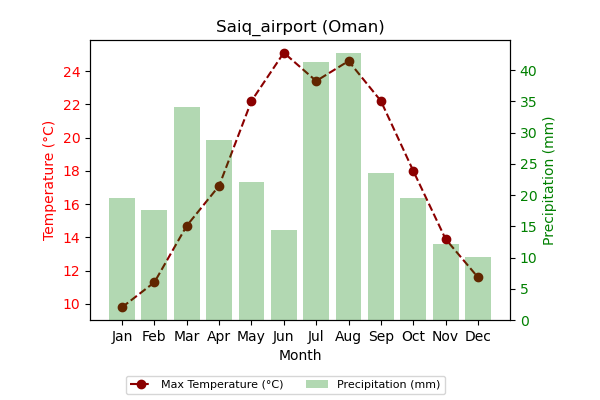 Saiq_airport (Oman)
24
22
20
18
16
14
12
10
Temperature (°C)
40
35
30
25
20
15
10
5
0
Precipitation (mm)
Jan Feb Mar Apr May Jun Jul Aug Sep Oct Nov Dec
Month
Max Temperature (°C) Precipitation (mm)